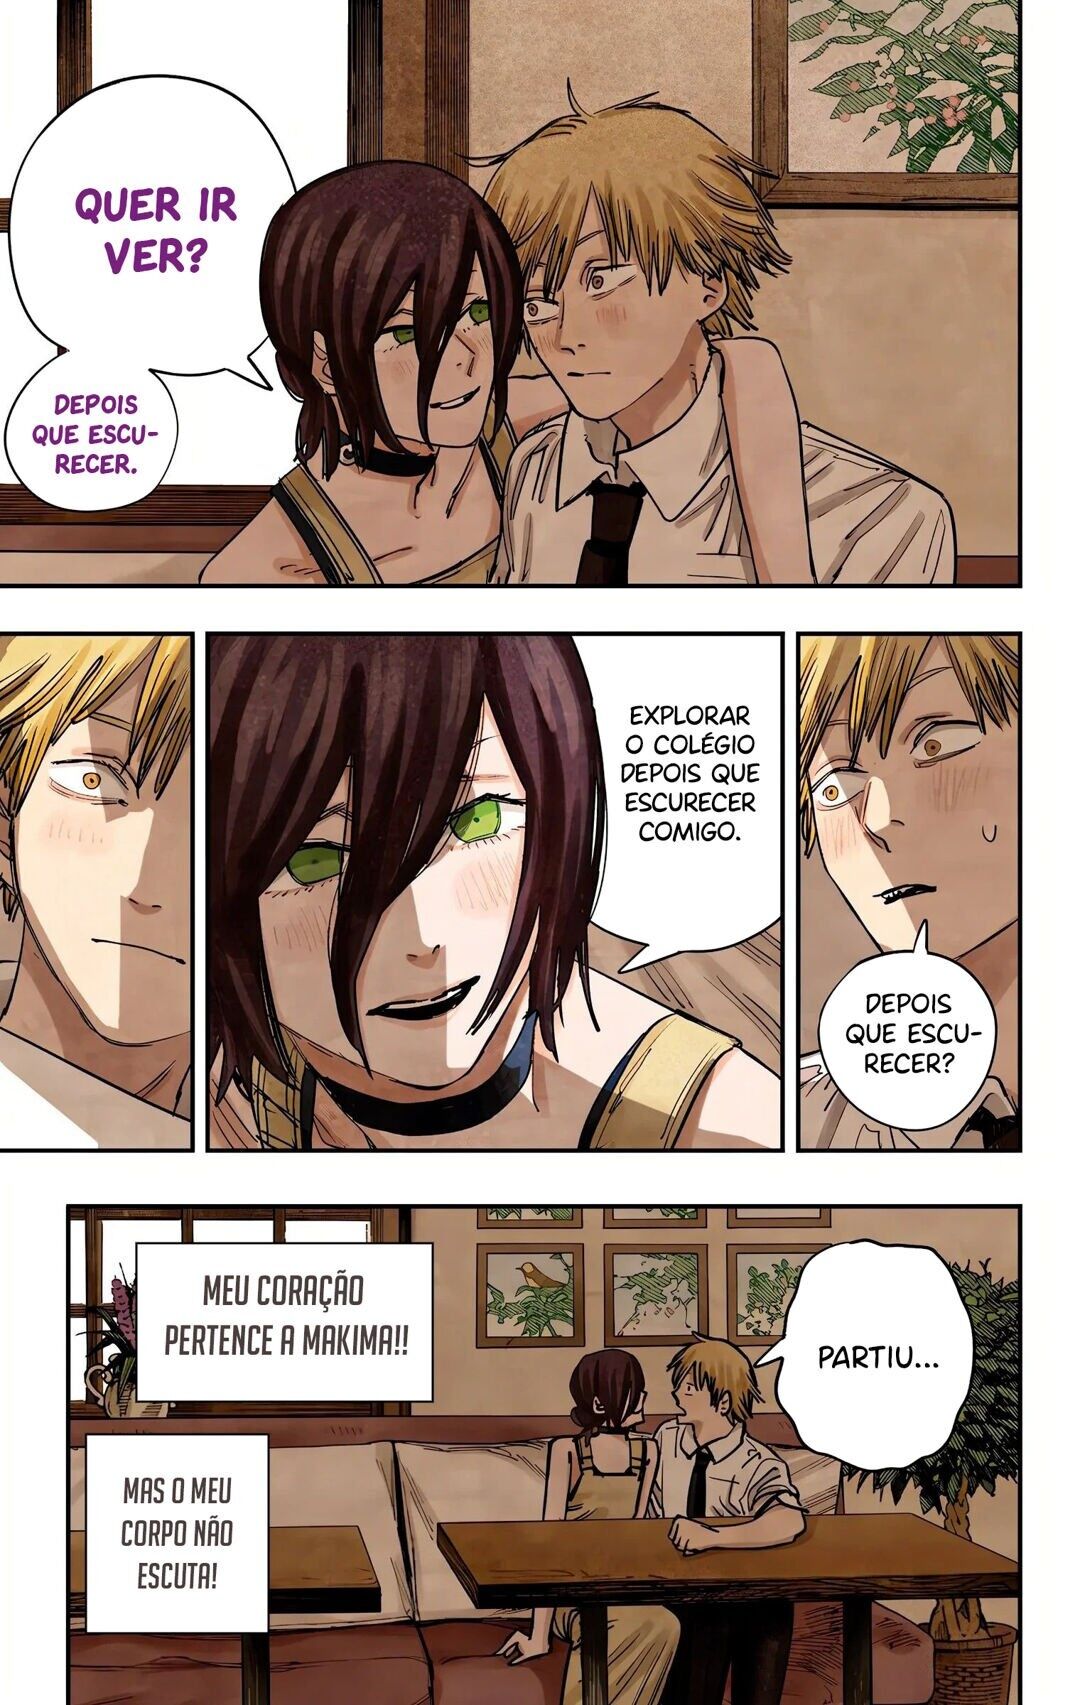 QUER IR
VER?
DEPOIS
QUE ESCU-
RECER.
DEPOIS
QUE ESCU-
RECER?
EXPLORAR
O COLÉGIO
DEPOIS QUE
ESCURECER
COMIGO.
PARTIU...
MEU CORAÇÃO
PERTENCE A MAKIMA!!
MAS O MEU
CORPO NÃO
ESCUTA!